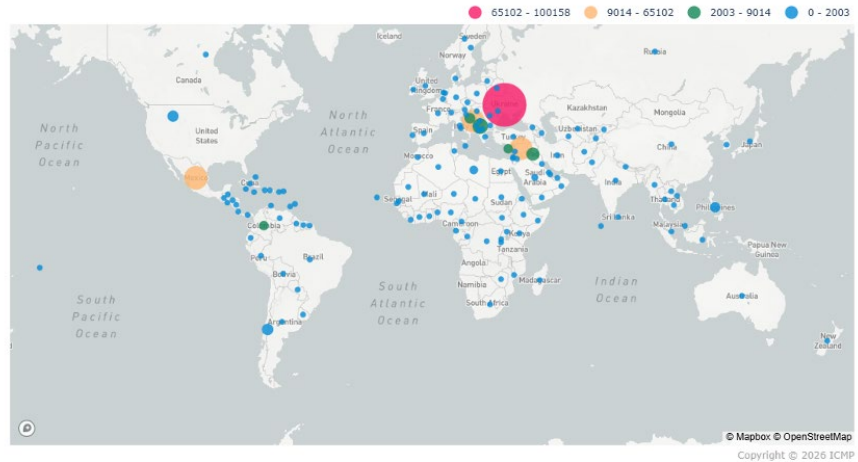 65102 - 100158 9014 - 65102 2003 - 9014 0 - 2003
Iceland
Sweden
Russia
Norway
Canada
United
Kingdom
Ukraine
France
Kazakhstan
Mongolia
North
Pacific
Ocean
United
States
North
Atlantic
Ocean
Spain
Uzbekistan
China
Japan
Morocco
Iran
Mexico
Cuba
Egypt
Saudi
Arabia
India
Senegal
Mali
Sudan
Thailand
Philippines
Colombia
Cameroon
Sri Lanka
Malaysia
Kenya
Peru
Brazil
Tanzania
Papua New
Guinea
Bolivia
Angola
Madagascar
South
Pacific
Ocean
South
Atlantic
Ocean
Namibia
Indian
Ocean
South Africa
Australia
Argentina
New
Zealand
© Mapbox © OpenStreetMap
Copyright © 2026 ICMP